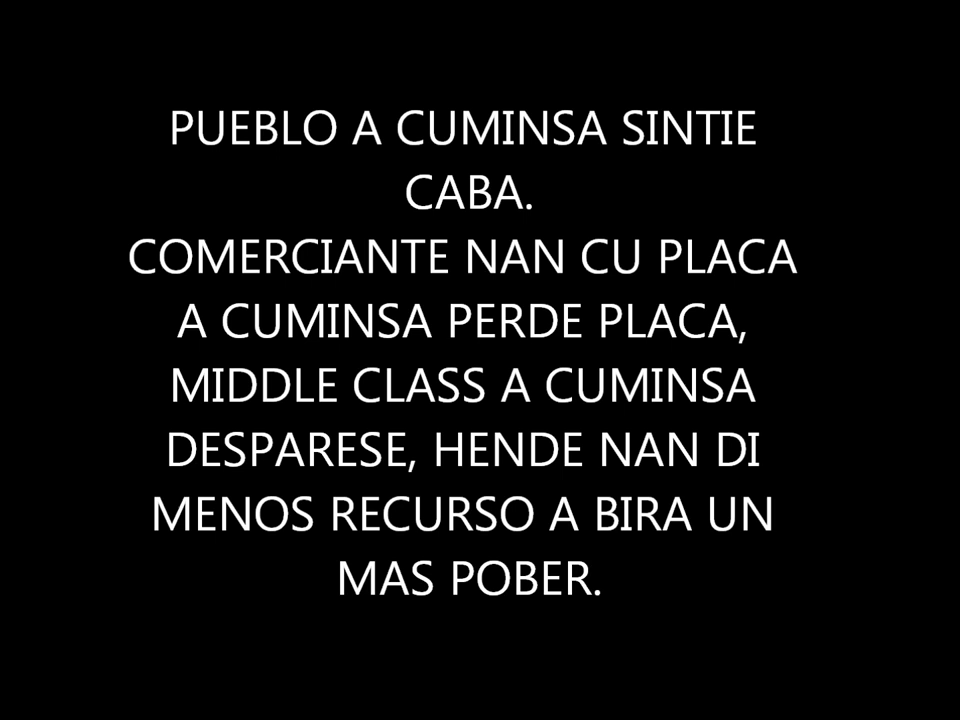 PUEBLO A CUMINSA SINTIE
CABA.
COMERCIANTE NAN CU PLACA
A CUMINSA PERDE PLACA,
MIDDLE CLASS A CUMINSA
DESPARESE, HENDE NAN DI
MENOS RECURSO A BIRA UN
MAS POBER.